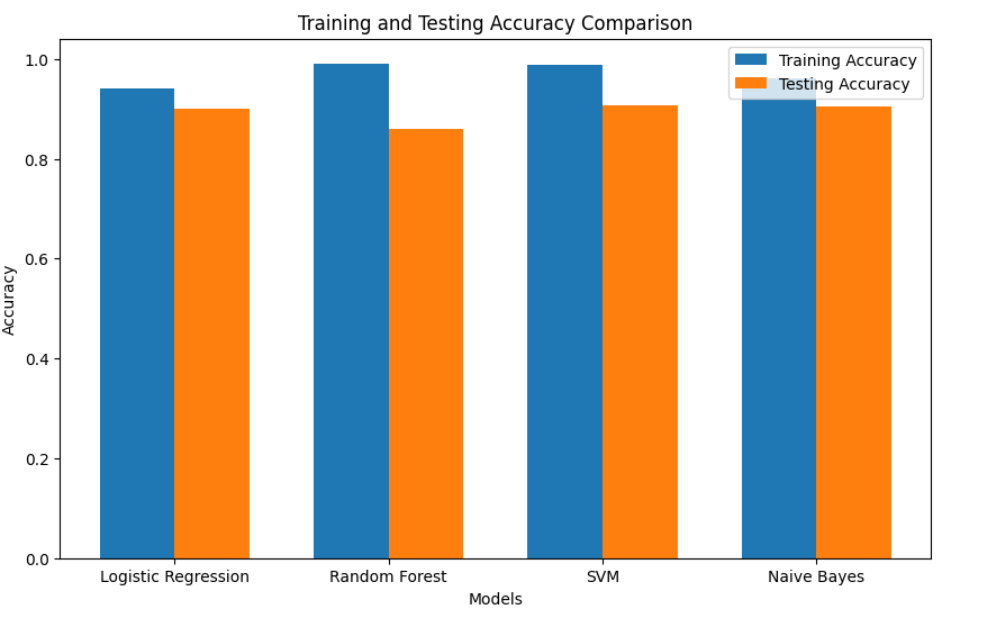 Training and Testing Accuracy Comparison
Training Accuracy
Testing Accuracy
Accuracy
1.0
0.8
0.6
0.4
0.2
0.0
Logistic Regression Random Forest SVM Naive Bayes
Models